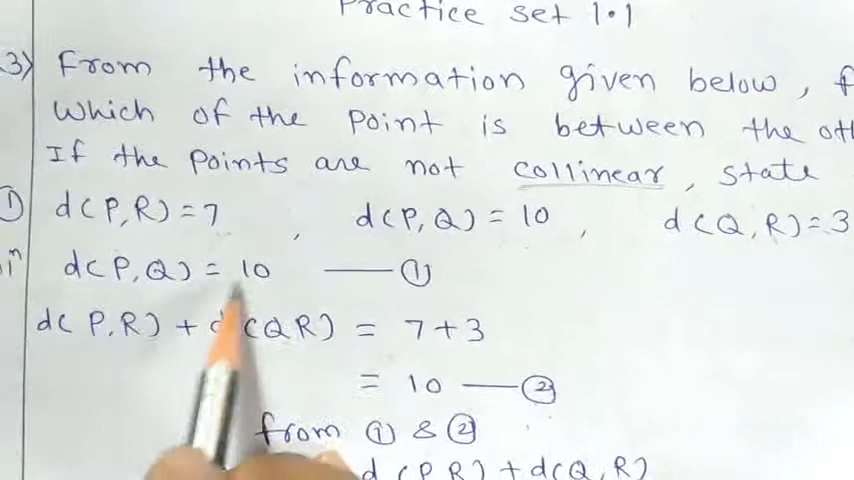 Practice set 1.1
3) From the information given below,
Which of the point is between the
If the points are not collinear, state
① d(P,R)=7 , d(P,Q)=10 , d(Q,R)=3
d(P,Q)=10 —— ①
d(P,R) + d(QR) = 7+3
= 10 —— ②
from ① & ②
d(P,R)+d(Q,R)